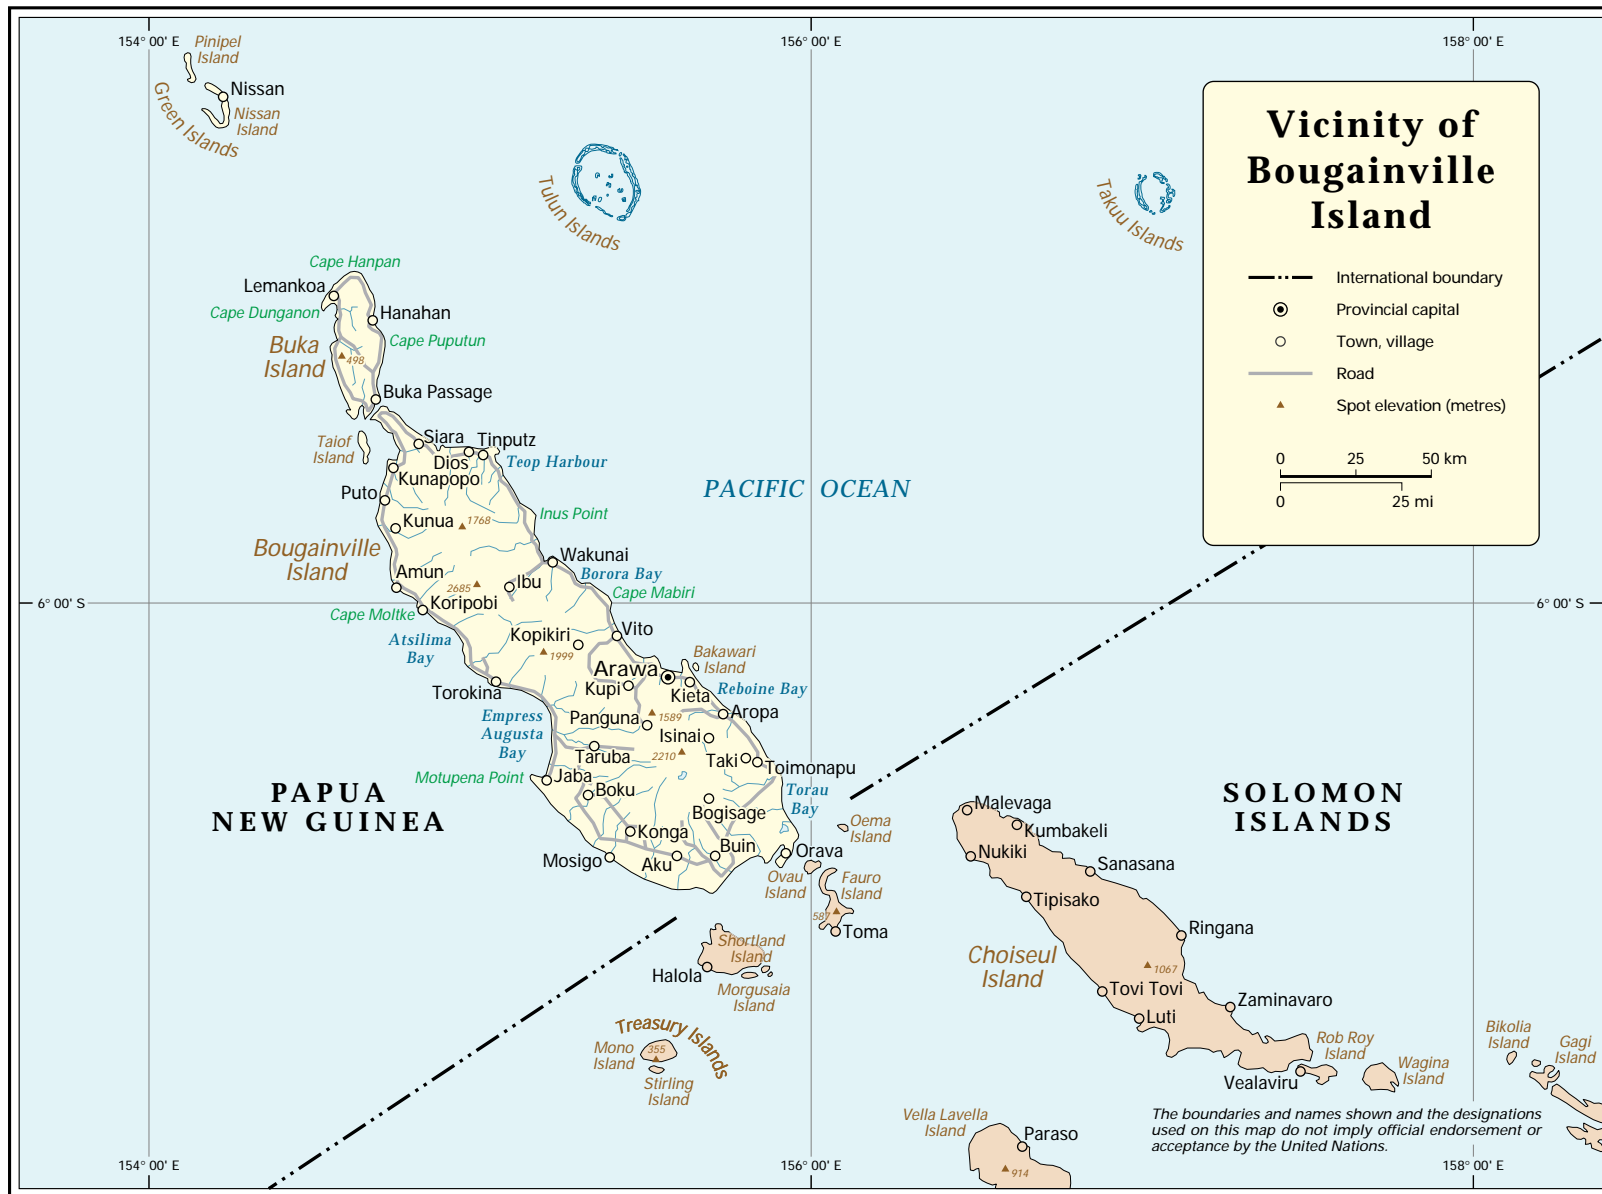 154° 00' E
156° 00' E
158° 00' E
Pinipel
Island
Nissan
Nissan
Island
Green Islands
Tulun Islands
Takuu Islands
Vicinity of
Bougainville
Island
International boundary
Provincial capital
Town, village
Road
Spot elevation (metres)
0 25 50 km
0 25 mi
Cape Hanpan
Lemankoa
Cape Dunganon
Hanahan
Cape Puputun
Buka
Island
498
Buka Passage
Taiof
Island
Siara
Tinputz
Dios
Teop Harbour
Kunapopo
Puto
PACIFIC OCEAN
Kunua
1768
Inus Point
Bougainville
Island
Wakunai
Borora Bay
Amun
2685
Ibu
Cape Mabiri
Koripobi
6° 00' S
6° 00' S
Cape Moltke
Atsilima
Bay
Kopikiri
Vito
1999
Bakawari
Island
Arawa
Torokina
Kupi
Kieta
Reboine Bay
Empress
Augusta
Bay
Panguna
1589
Aropa
Isinai
Taruba
2210
Taki
Toimonapu
Motupena Point
Jaba
Torau
Bay
Boku
Bogisage
PAPUA
NEW GUINEA
SOLOMON
ISLANDS
Konga
Buin
Mosigo
Aku
Orava
Oema
Island
Ovau
Island
Fauro
Island
587
Toma
Malevaga
Kumbakeli
Nukiki
Sanasana
Tipisako
Ringana
Choiseul
Island
1067
Tovi Tovi
Zaminavaro
Luti
Shortland
Island
Halola
Morgusaia
Island
Treasury Islands
Mono
Island
355
Stirling
Island
Rob Roy
Island
Wagina
Island
Vealaviru
Bikolia
Island
Gagi
Island
Vella Lavella
Island
Paraso
914
The boundaries and names shown and the designations
used on this map do not imply official endorsement or
acceptance by the United Nations.
154° 00' E
156° 00' E
158° 00' E